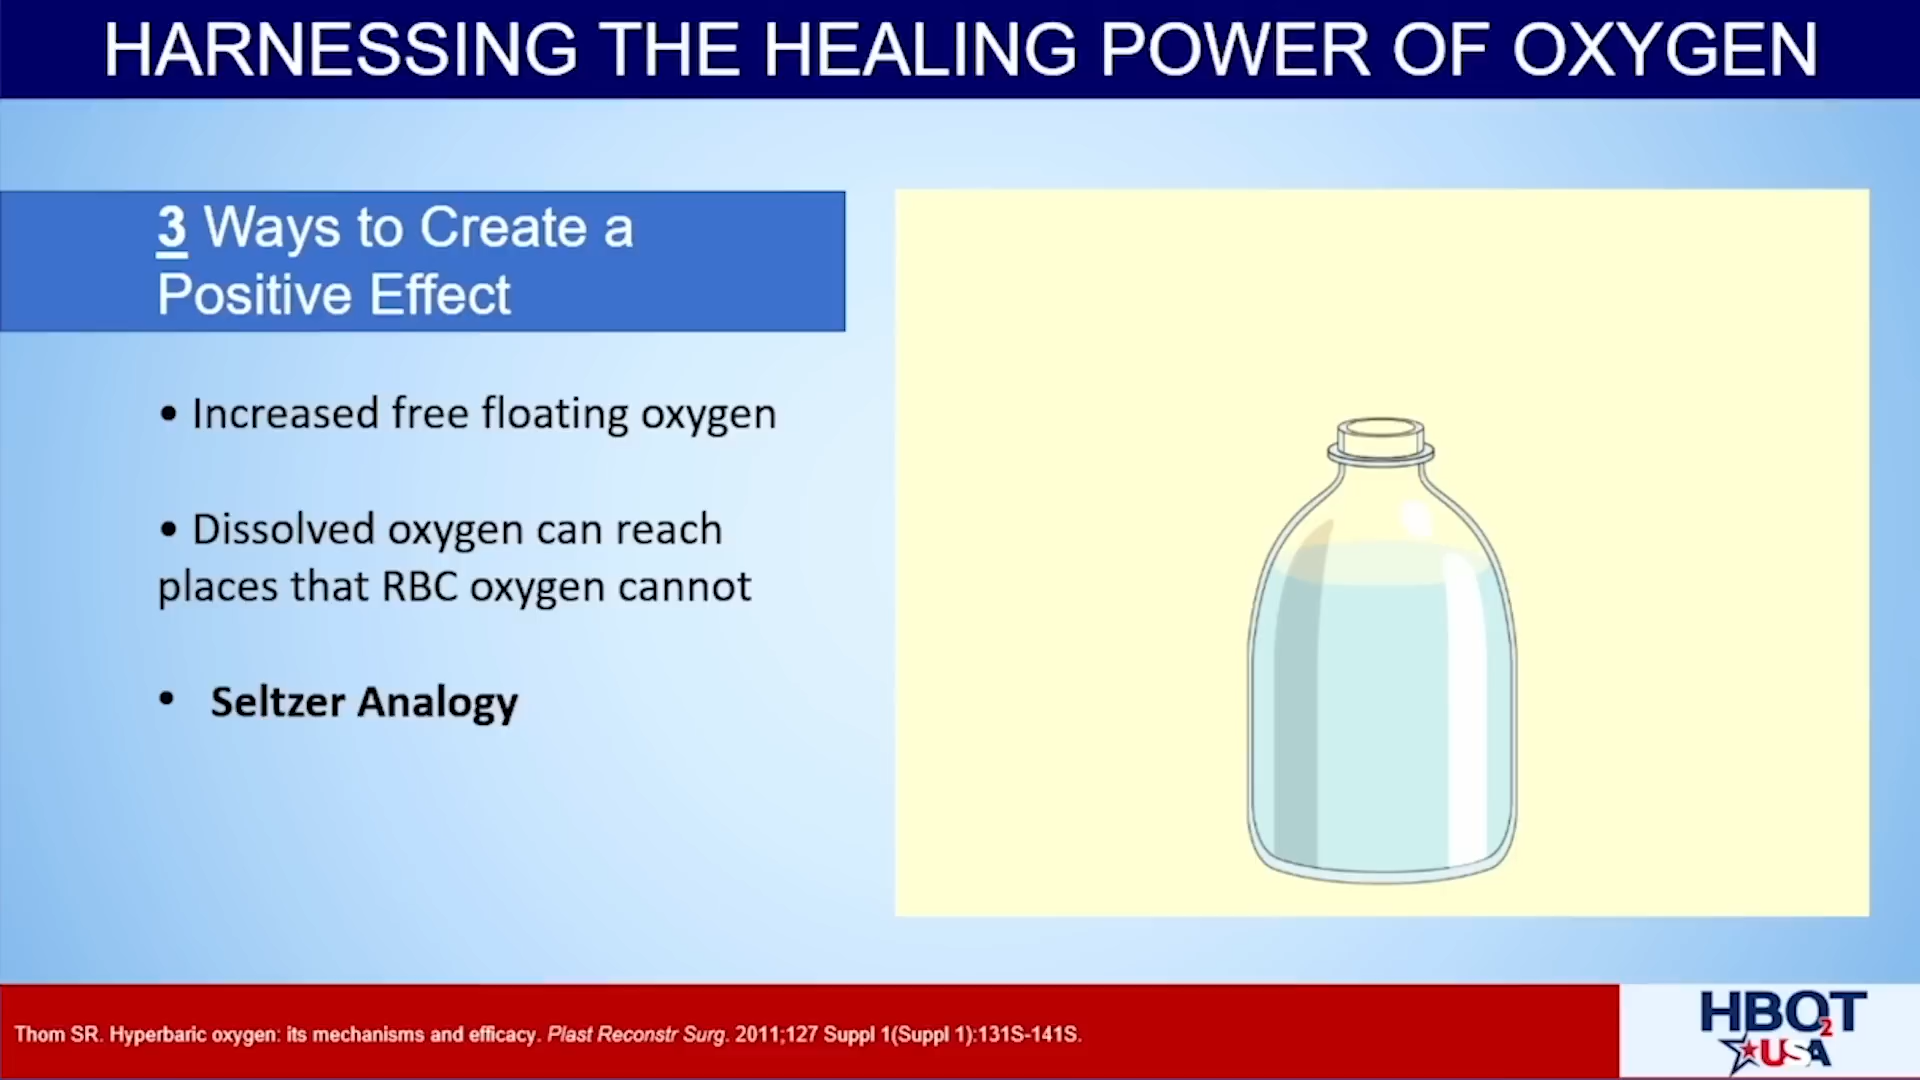 HARNESSING THE HEALING POWER OF OXYGEN
3 Ways to Create a
Positive Effect
• Increased free floating oxygen
• Dissolved oxygen can reach
places that RBC oxygen cannot
• Seltzer Analogy
Thom SR. Hyperbaric oxygen: its mechanisms and efficacy. Plast Reconstr Surg. 2011;127 Suppl 1(Suppl 1):131S-141S.
HBO2T
USA